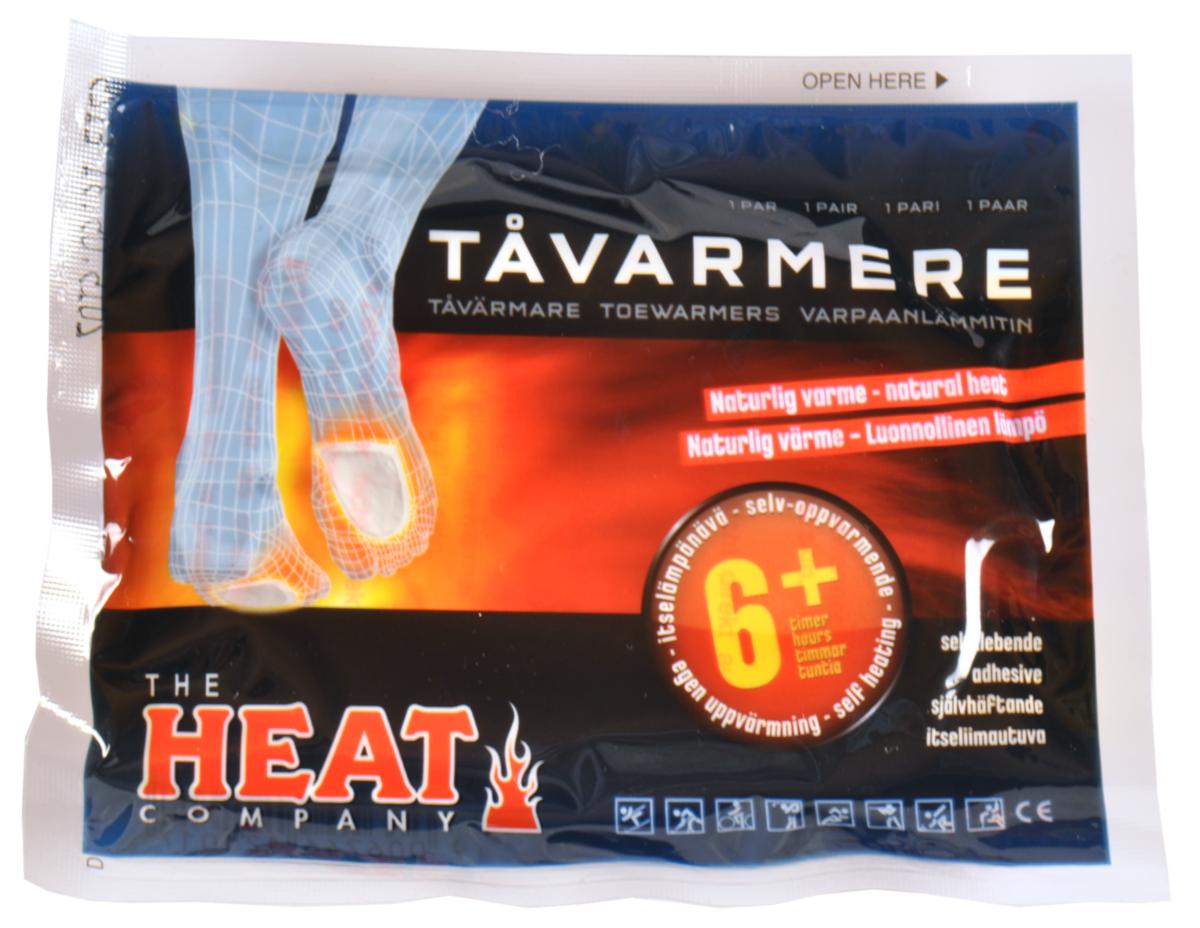 OPEN HERE ▶
1 PAR 1 PAIR 1 PARI 1 PAAR
TÅVARMERE
TÅVÄRMARE TOEWARMERS VARPAANLÄMMITIN
Naturlig varme - natural heat
Naturlig värme - Luonnollinen lämpö
itselämpönävä - selv-oppvarmende - self heating - egen uppvärmning -
6+
timer
hours
timmar
tuntia
adhesive
självhäftande
itseliimautuva
THE
HEAT
COMPANY
CE
D